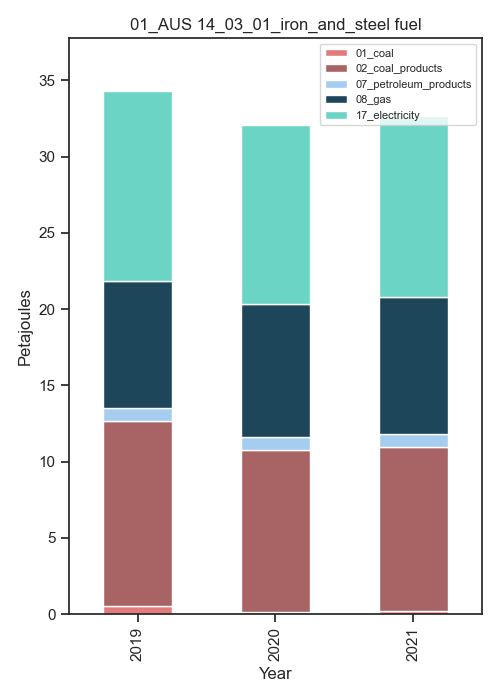 01_AUS 14_03_01_iron_and_steel fuel
01_coal
02_coal_products
07_petroleum_products
08_gas
17_electricity
35
30
25
20
15
10
5
0
Petajoules
2019
2020
2021
Year